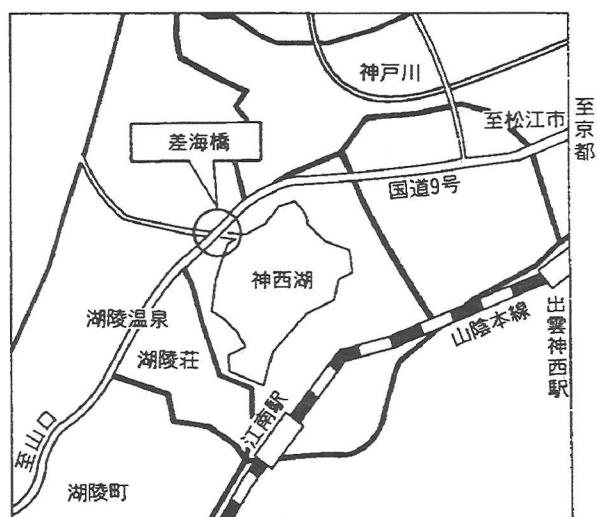 神戸川
至松江市
至京都
差海橋
国道9号
神西湖
湖陵温泉
湖陵荘
山陰本線
出雲神西駅
江南駅
至山口
湖陵町